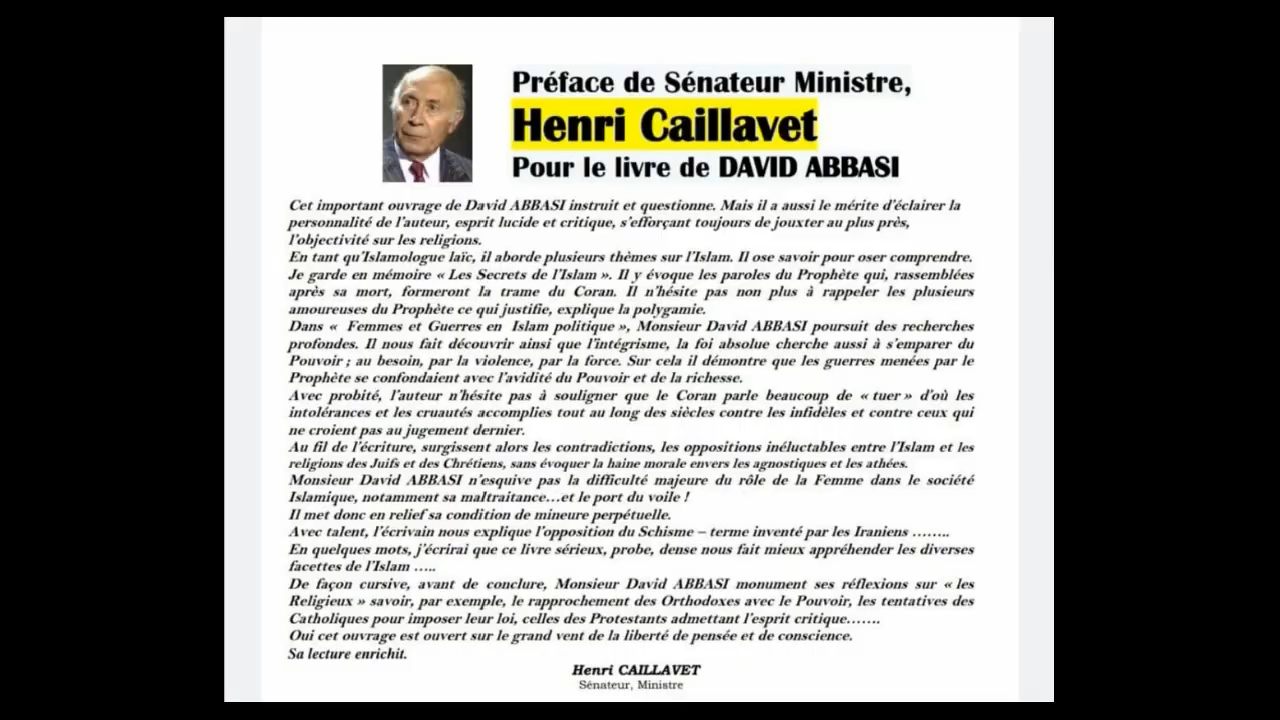 Préface de Sénateur Ministre,
Henri Caillavet
Pour le livre de DAVID ABBASI
Cet important ouvrage de David ABBASI instruit et questionne. Mais il a aussi le mérite d'éclairer la
personnalité de l'auteur, esprit lucide et critique, s'efforçant toujours de jouxter au plus près,
l'objectivité sur les religions.
En tant qu'Islamologue laïc, il aborde plusieurs thèmes sur l'Islam. Il ose savoir pour oser comprendre.
Je garde en mémoire « Les Secrets de l'Islam ». Il y évoque les paroles du Prophète qui, rassemblées
après sa mort, formeront la trame du Coran. Il n'hésite pas non plus à rappeler les plusieurs
amoureuses du Prophète ce qui justifie, explique la polygamie.
Dans « Femmes et Guerres en Islam politique », Monsieur David ABBASI poursuit des recherches
profondes. Il nous fait découvrir ainsi que l'intégrisme, la foi absolue cherche aussi à s'emparer du
Pouvoir ; au besoin, par la violence, par la force. Sur cela il démontre que les guerres menées par le
Prophète se confondaient avec l'avidité du Pouvoir et de la richesse.
Avec probité, l'auteur n'hésite pas à souligner que le Coran parle beaucoup de « tuer » d'où les
intolérances et les cruautés accomplies tout au long des siècles contre les infidèles et contre ceux qui
ne croient pas au jugement dernier.
Au fil de l'écriture, surgissent alors les contradictions, les oppositions inéluctables entre l'Islam et les
religions des Juifs et des Chrétiens, sans évoquer la haine morale envers les agnostiques et les athées.
Monsieur David ABBASI n'esquive pas la difficulté majeure du rôle de la Femme dans le société
Islamique, notamment sa maltraitance…et le port du voile !
Il met donc en relief sa condition de mineure perpétuelle.
Avec talent, l'écrivain nous explique l'opposition du Schisme – terme inventé par les Iraniens ……..
En quelques mots, j'écrirai que ce livre sérieux, probe, dense nous fait mieux appréhender les diverses
facettes de l'Islam …..
De façon cursive, avant de conclure, Monsieur David ABBASI monument ses réflexions sur « les
Religieux » savoir, par exemple, le rapprochement des Orthodoxes avec le Pouvoir, les tentatives des
Catholiques pour imposer leur loi, celles des Protestants admettant l'esprit critique…….
Oui cet ouvrage est ouvert sur le grand vent de la liberté de pensée et de conscience.
Sa lecture enrichit.
Henri CAILLAVET
Sénateur, Ministre